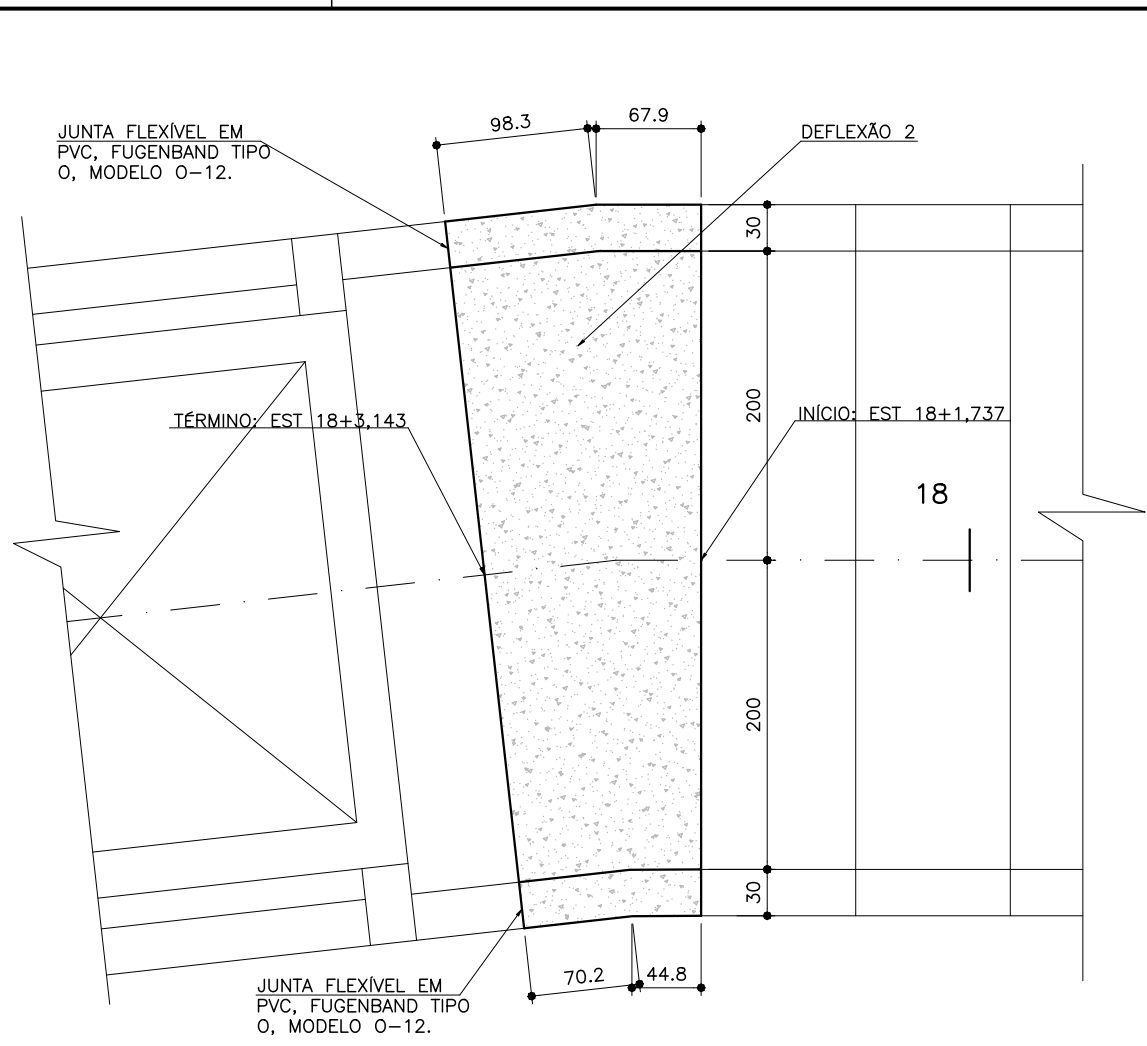 98.3
67.9
JUNTA FLEXÍVEL EM
PVC, FUGENBAND TIPO
O, MODELO O-12.
DEFLEXÃO 2
30
200
TÉRMINO: EST 18+3,143
INÍCIO: EST 18+1,737
18
200
30
70.2
44.8
JUNTA FLEXÍVEL EM
PVC, FUGENBAND TIPO
O, MODELO O-12.